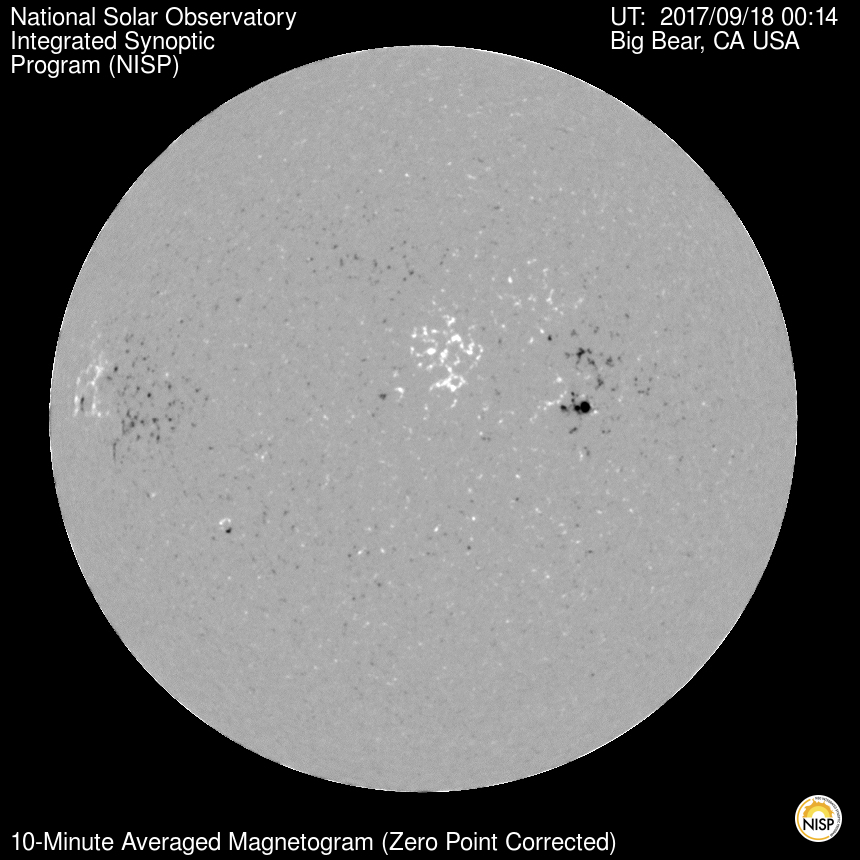 National Solar Observatory
Integrated Synoptic
Program (NISP)
UT:  2017/09/18 00:14
Big Bear, CA USA
10-Minute Averaged Magnetogram (Zero Point Corrected)
NISP